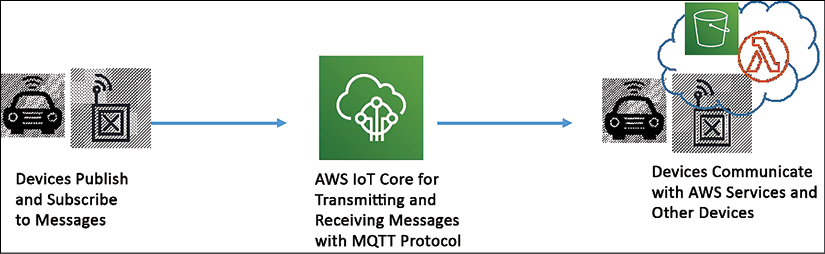 Devices Publish
and Subscribe
to Messages
AWS IoT Core for
Transmitting and
Receiving Messages
with MQTT Protocol
Devices Communicate
with AWS Services and
Other Devices